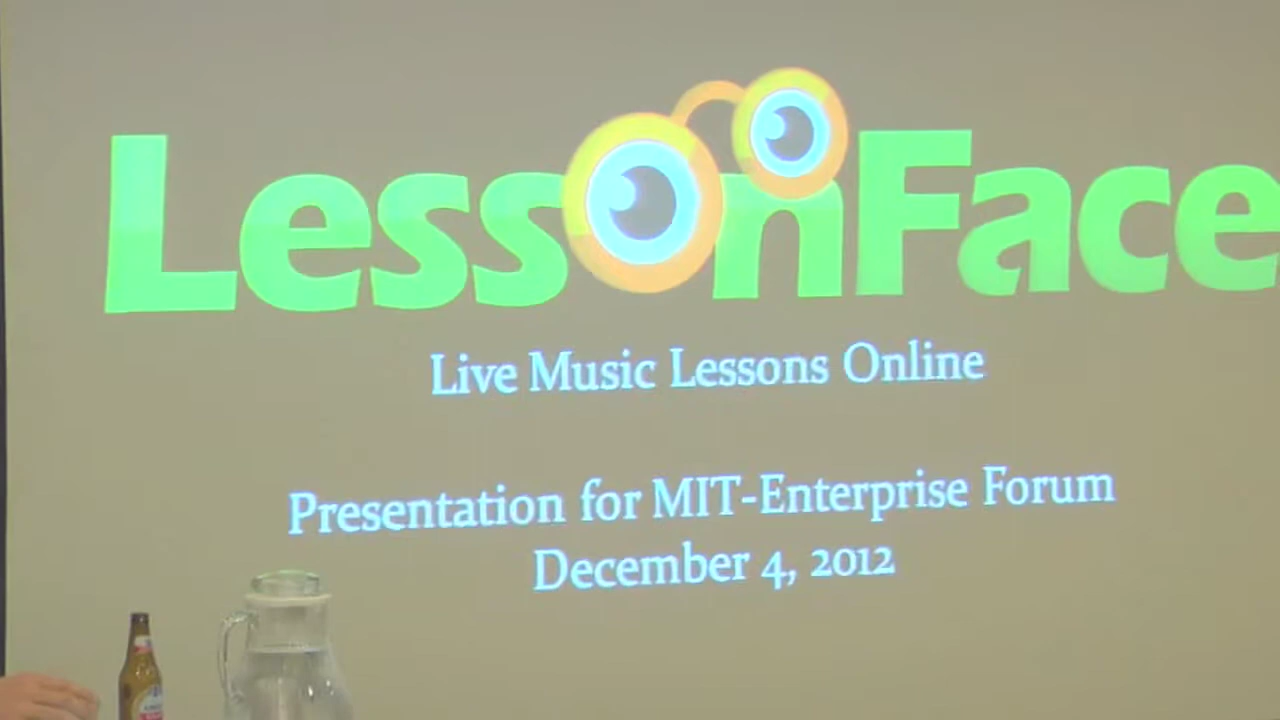 LessonFace
Live Music Lessons Online
Presentation for MIT-Enterprise Forum
December 4, 2012